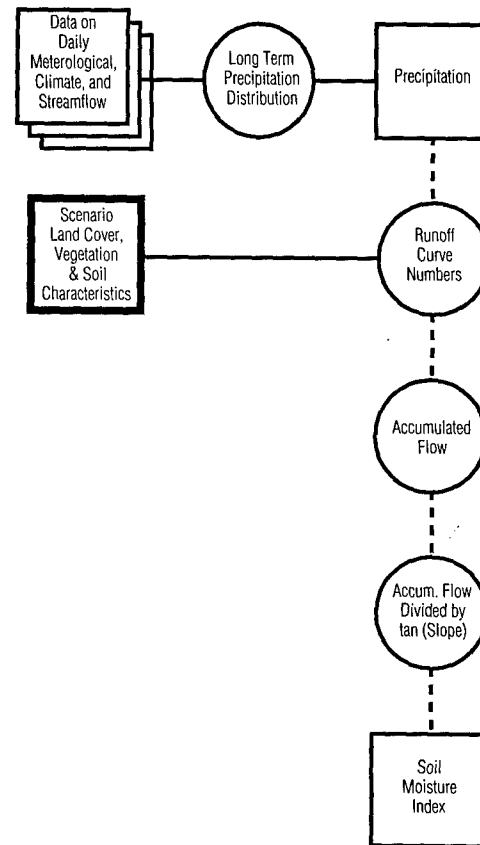 Data on
Daily
Meterological,
Climate, and
Streamflow
Long Term
Precipitation
Distribution
Precipitation
Scenario
Land Cover,
Vegetation
& Soil
Characteristics
Runoff
Curve
Numbers
Accumulated
Flow
Accum. Flow
Divided by
tan (Slope)
Soil
Moisture
Index